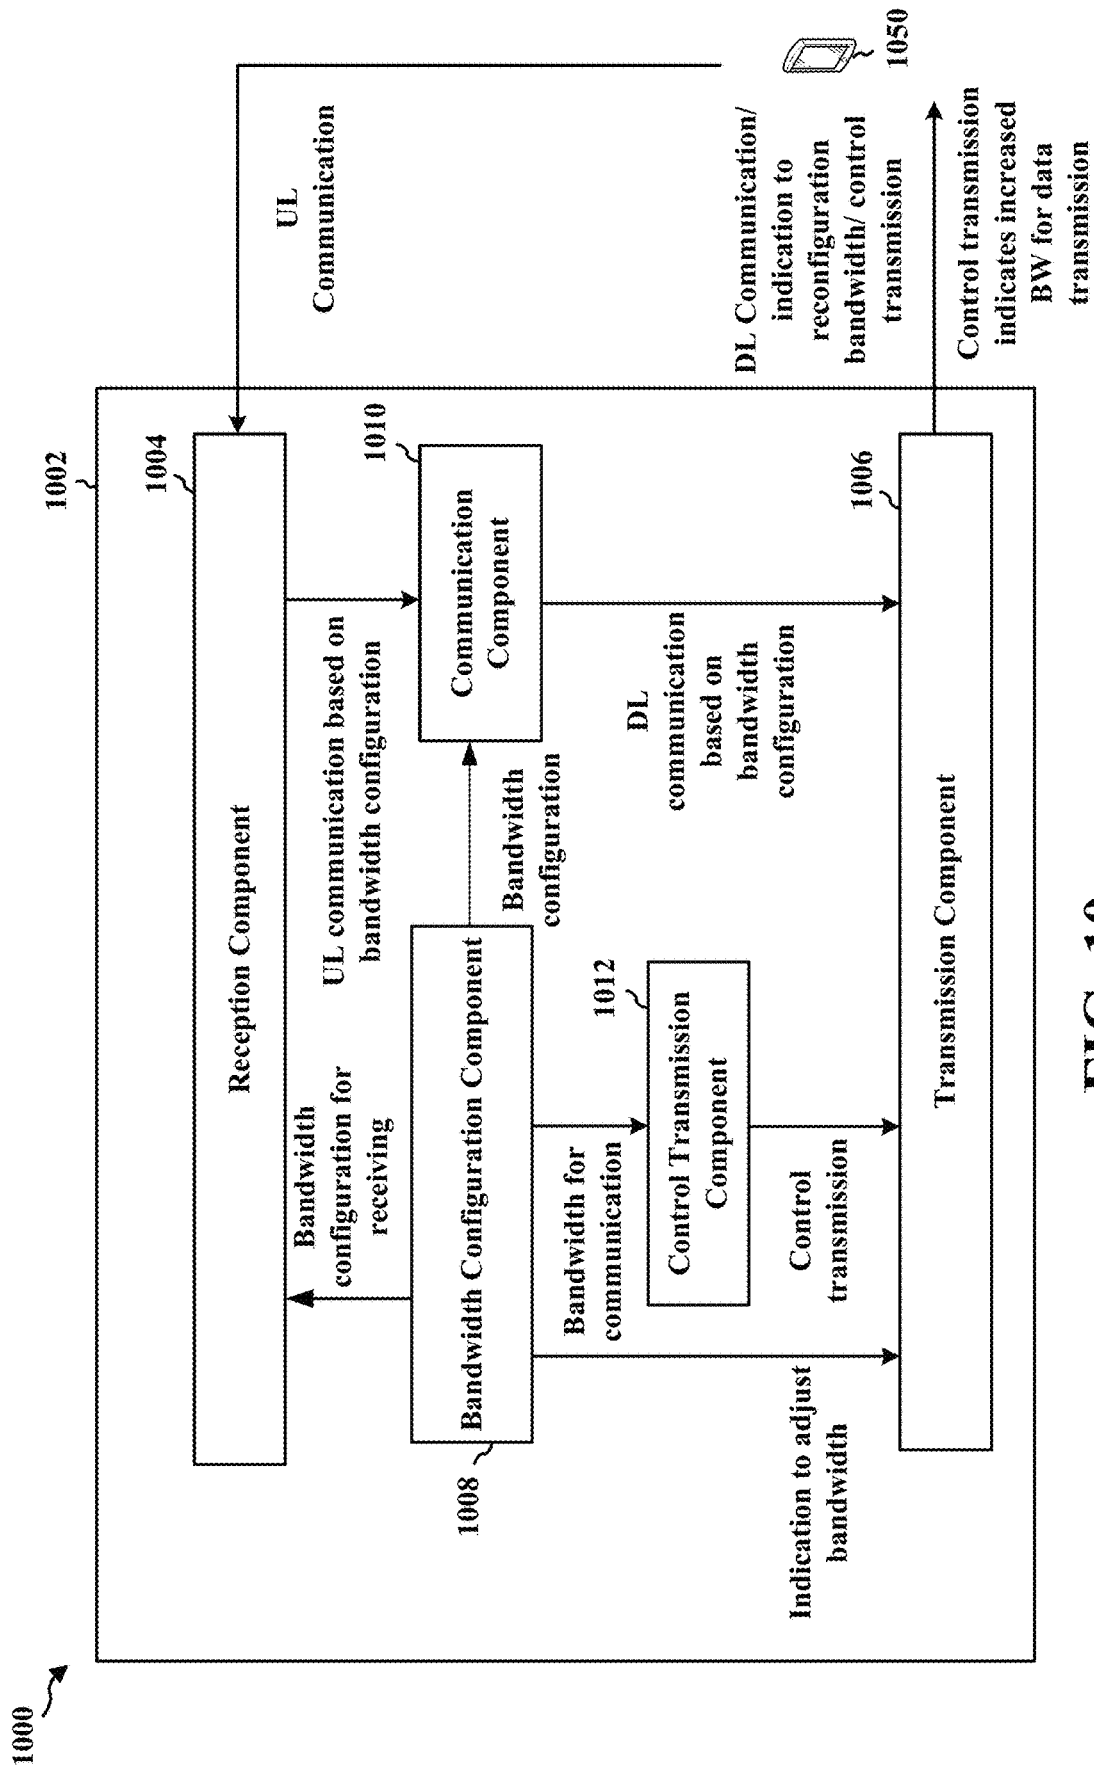 1000
1002
1004
Reception Component
UL
Communication
Bandwidth
configuration for
receiving
UL communication based on
bandwidth configuration
1010
Communication
Component
1008
Bandwidth Configuration Component
Bandwidth
configuration
Bandwidth for
communication
1012
Control Transmission
Component
DL
communication
based on
bandwidth
configuration
Indication to adjust
bandwidth
Control
transmission
1006
Transmission Component
DL Communication/
indication to
reconfiguration
bandwidth/ control
transmission
1050
Control transmission
indicates increased
BW for data
transmission